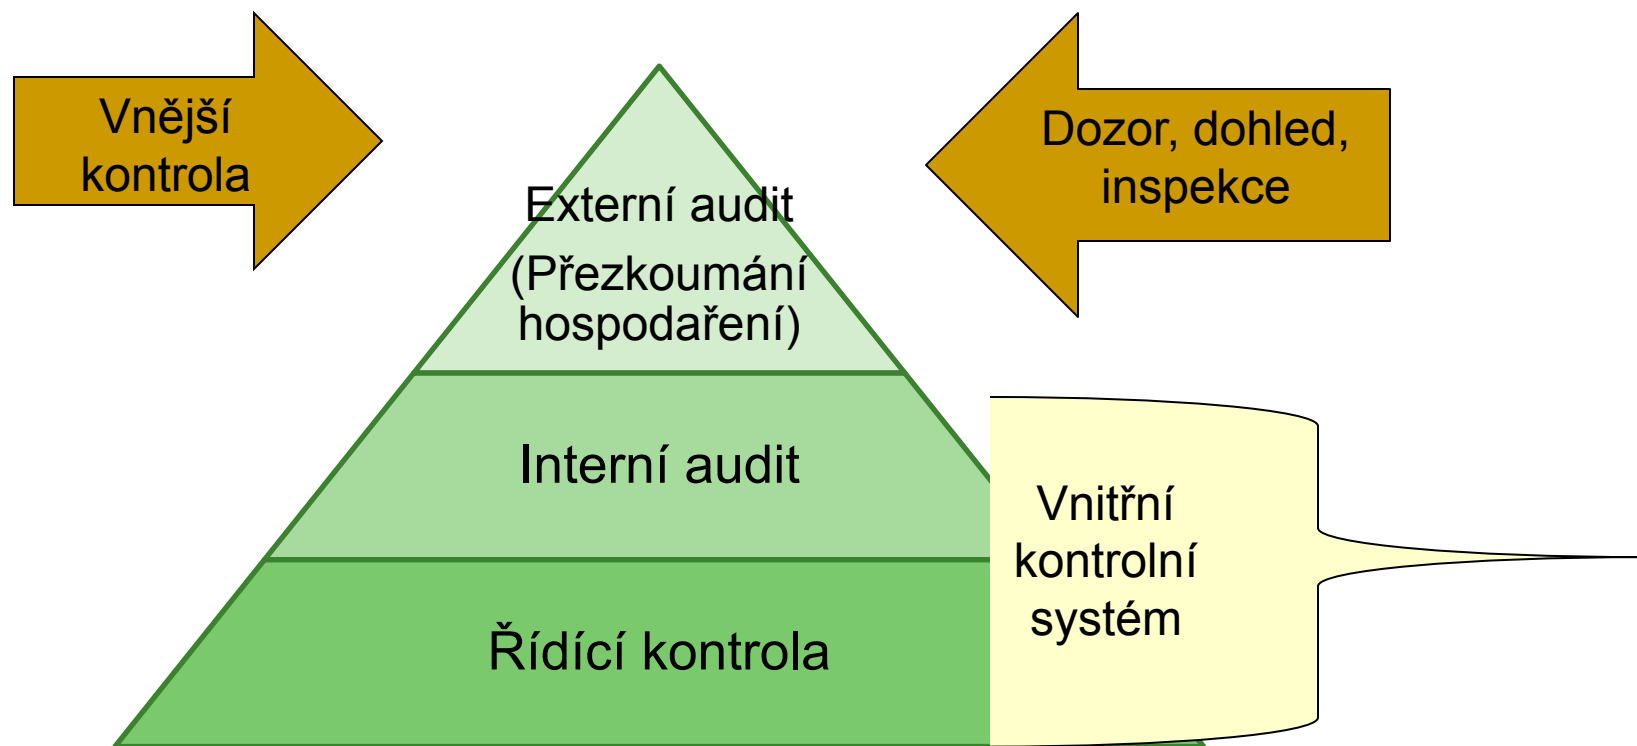 Vnější
kontrola
Dozor, dohled,
inspekce
Externí audit
(Přezkoumání
hospodaření)
Interní audit
Vnitřní
kontrolní
systém
Řídící kontrola